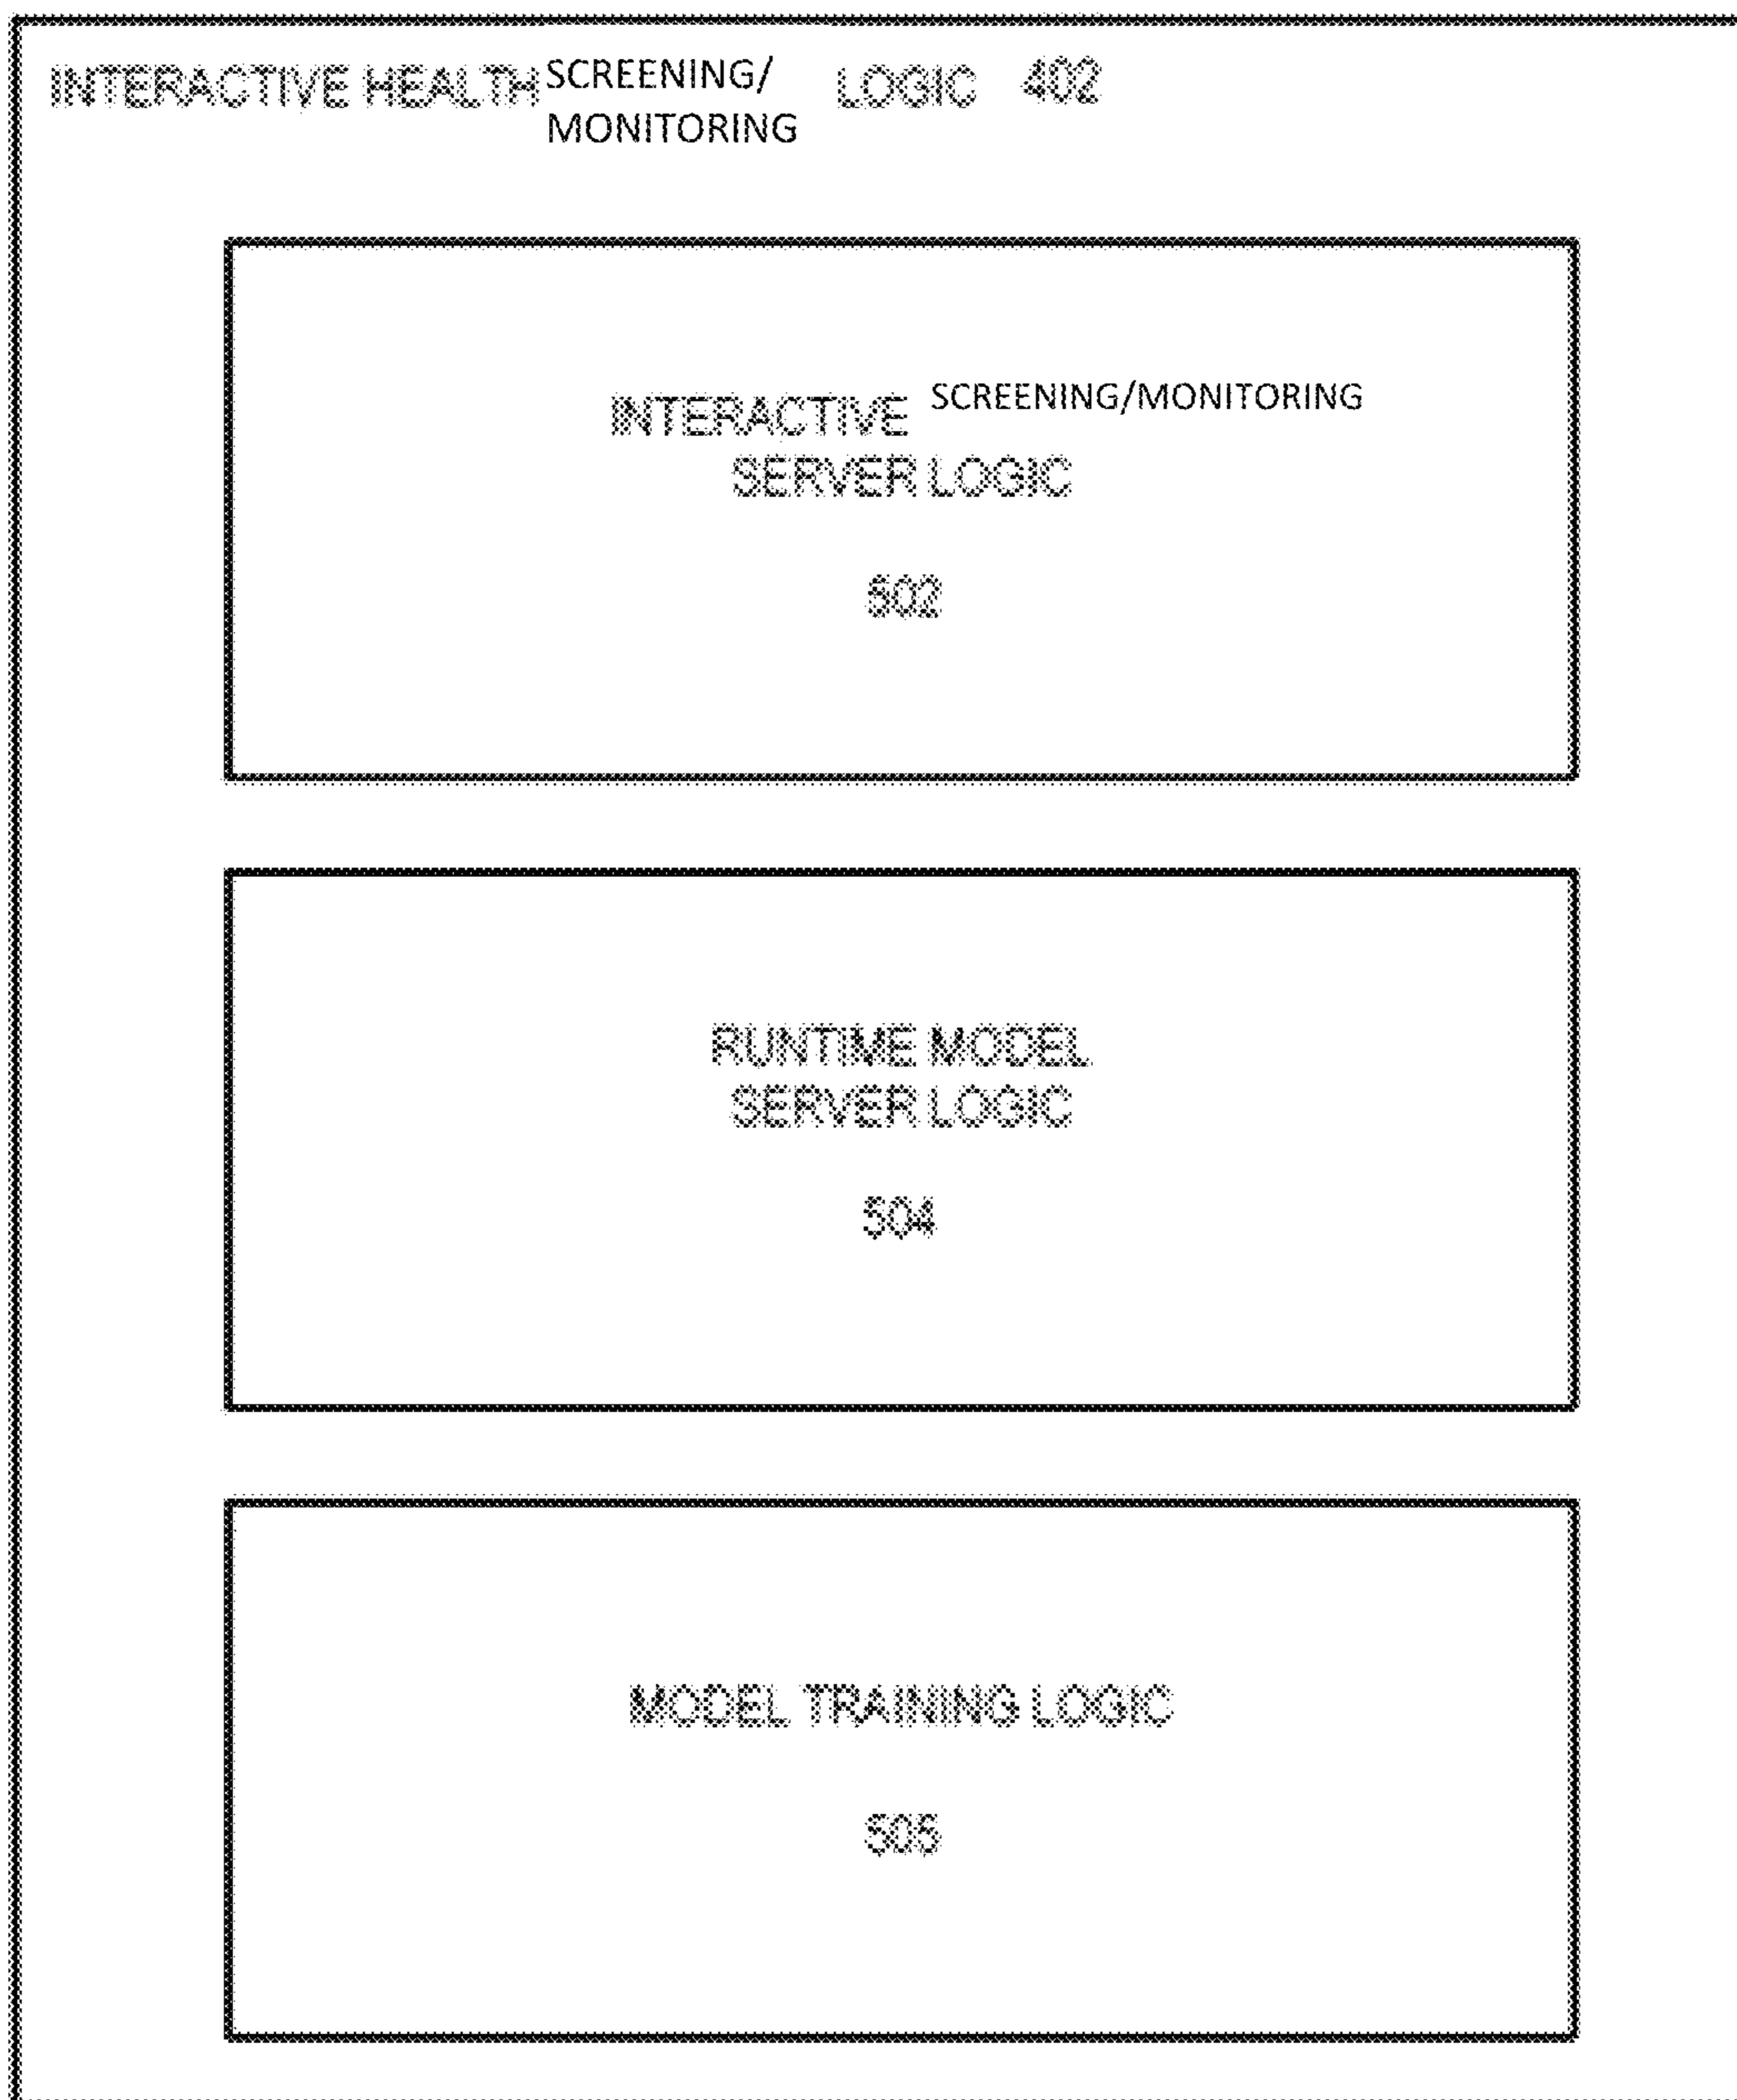 INTERACTIVE HEALTH SCREENING/ LOGIC 402
MONITORING
INTERACTIVE SCREENING/MONITORING
SERVER LOGIC
502
RUNTIME MODEL
SERVER LOGIC
504
MODEL TRAINING LOGIC
505